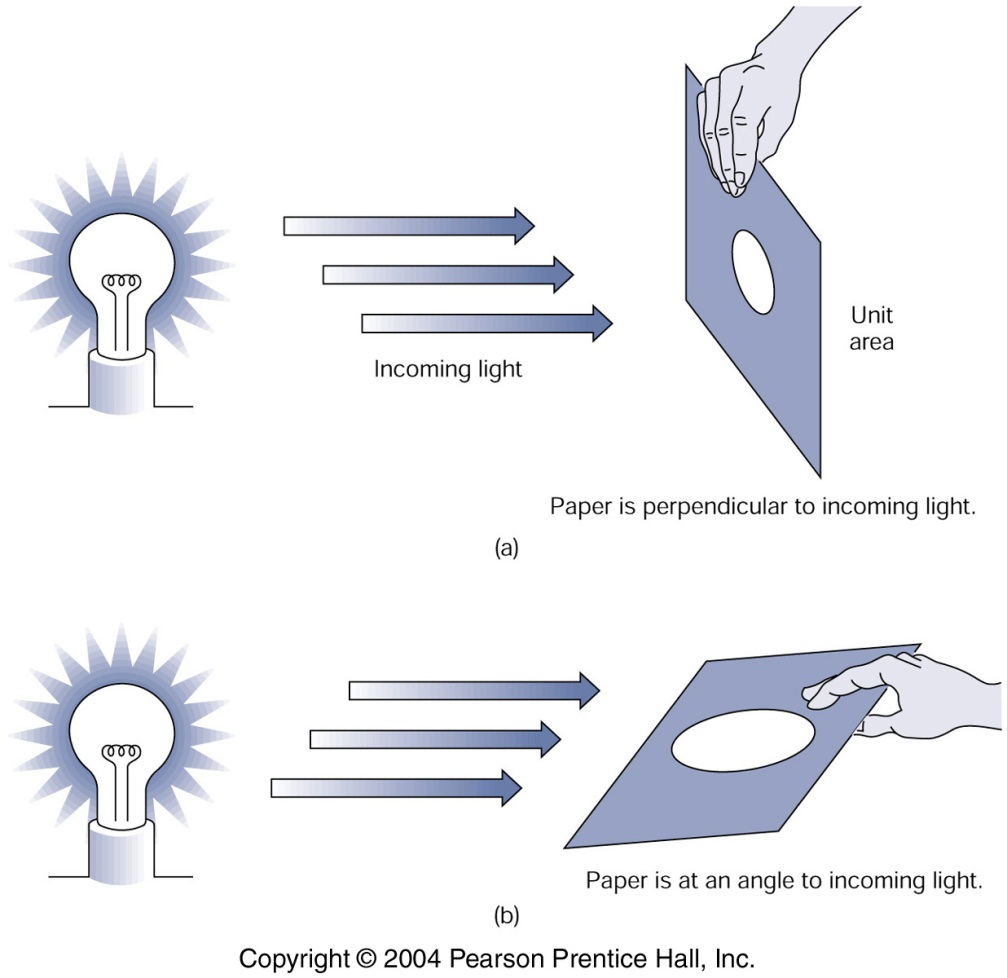 Incoming light
Unit
area
Paper is perpendicular to incoming light.
(a)
Paper is at an angle to incoming light.
(b)
Copyright © 2004 Pearson Prentice Hall, Inc.